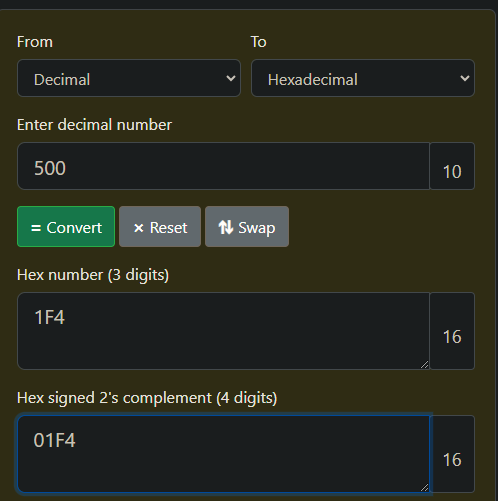 From To
Decimal Hexadecimal
Enter decimal number
500 10
= Convert × Reset ⇅ Swap
Hex number (3 digits)
1F4 16
Hex signed 2's complement (4 digits)
01F4 16